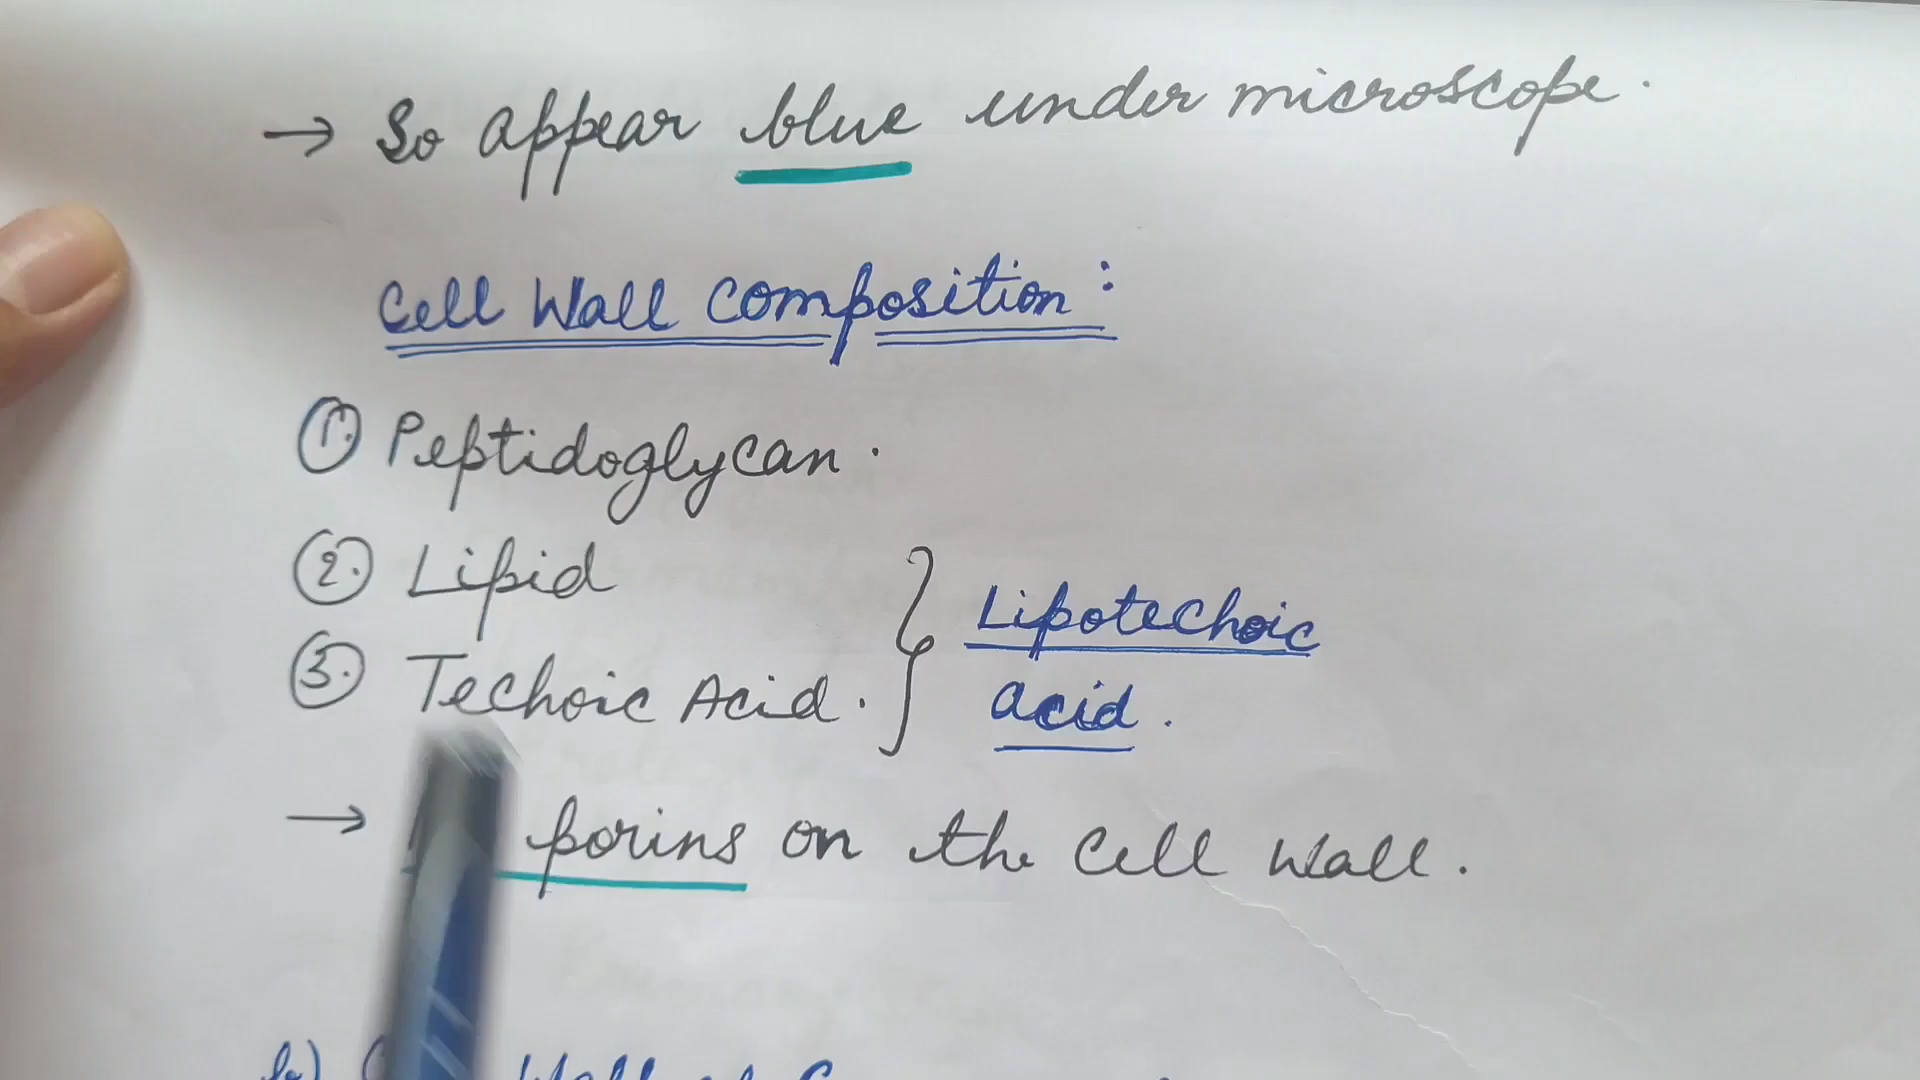 → So appear blue under microscope.
Cell Wall Composition:
1. Peptidoglycan.
2. Lipid
3. Techoic Acid. } Lipotechoic acid.
→ porins on the Cell Wall.
b) Wall